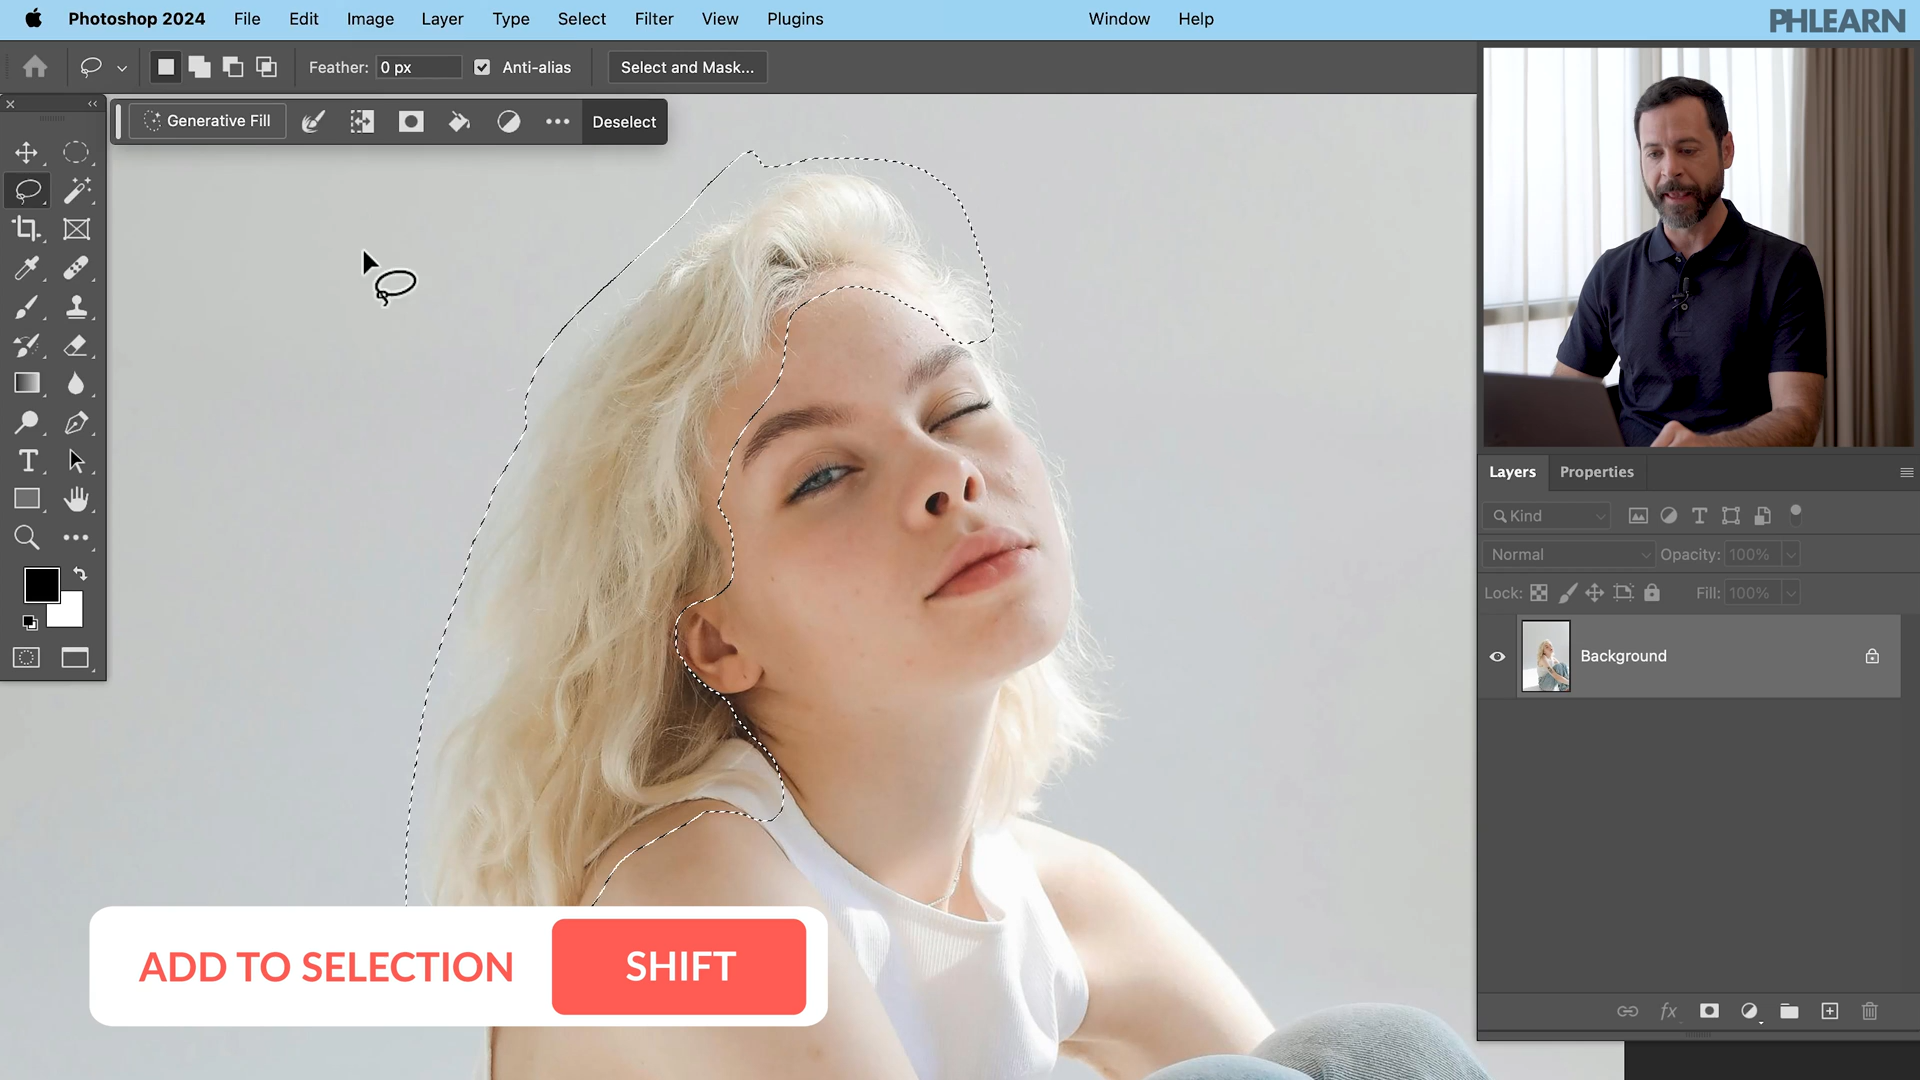 Photoshop 2024 File Edit Image Layer Type Select Filter View Plugins Window Help
PHLEARN
Feather: 0 px Anti-alias Select and Mask...
Generative Fill Deselect
Layers Properties
Kind
Normal Opacity: 100%
Lock: Fill: 100%
Background
fx
ADD TO SELECTION SHIFT